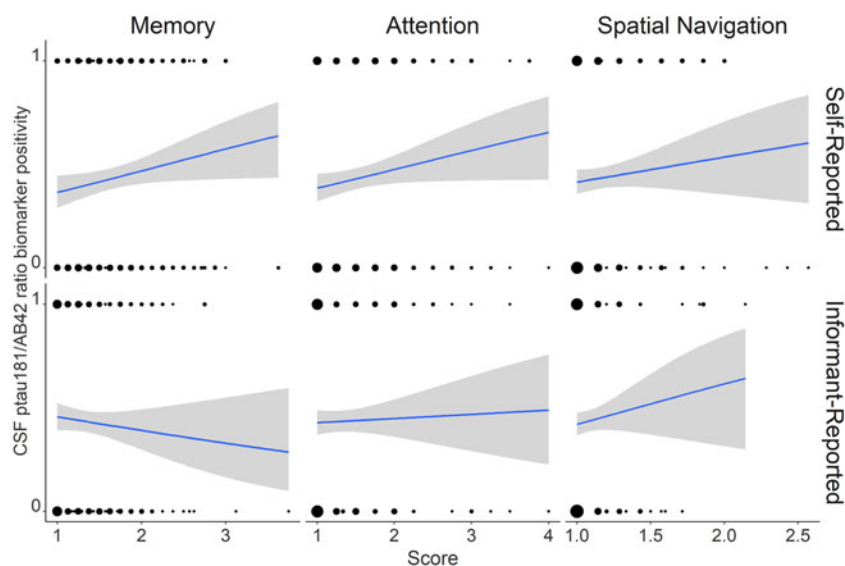 Memory
Attention
Spatial Navigation
CSF ptau181/AB42 ratio biomarker positivity
1
0
Self-Reported
1
0
Informant-Reported
1
2
3
1
2
3
4
1.0
1.5
2.0
2.5
Score